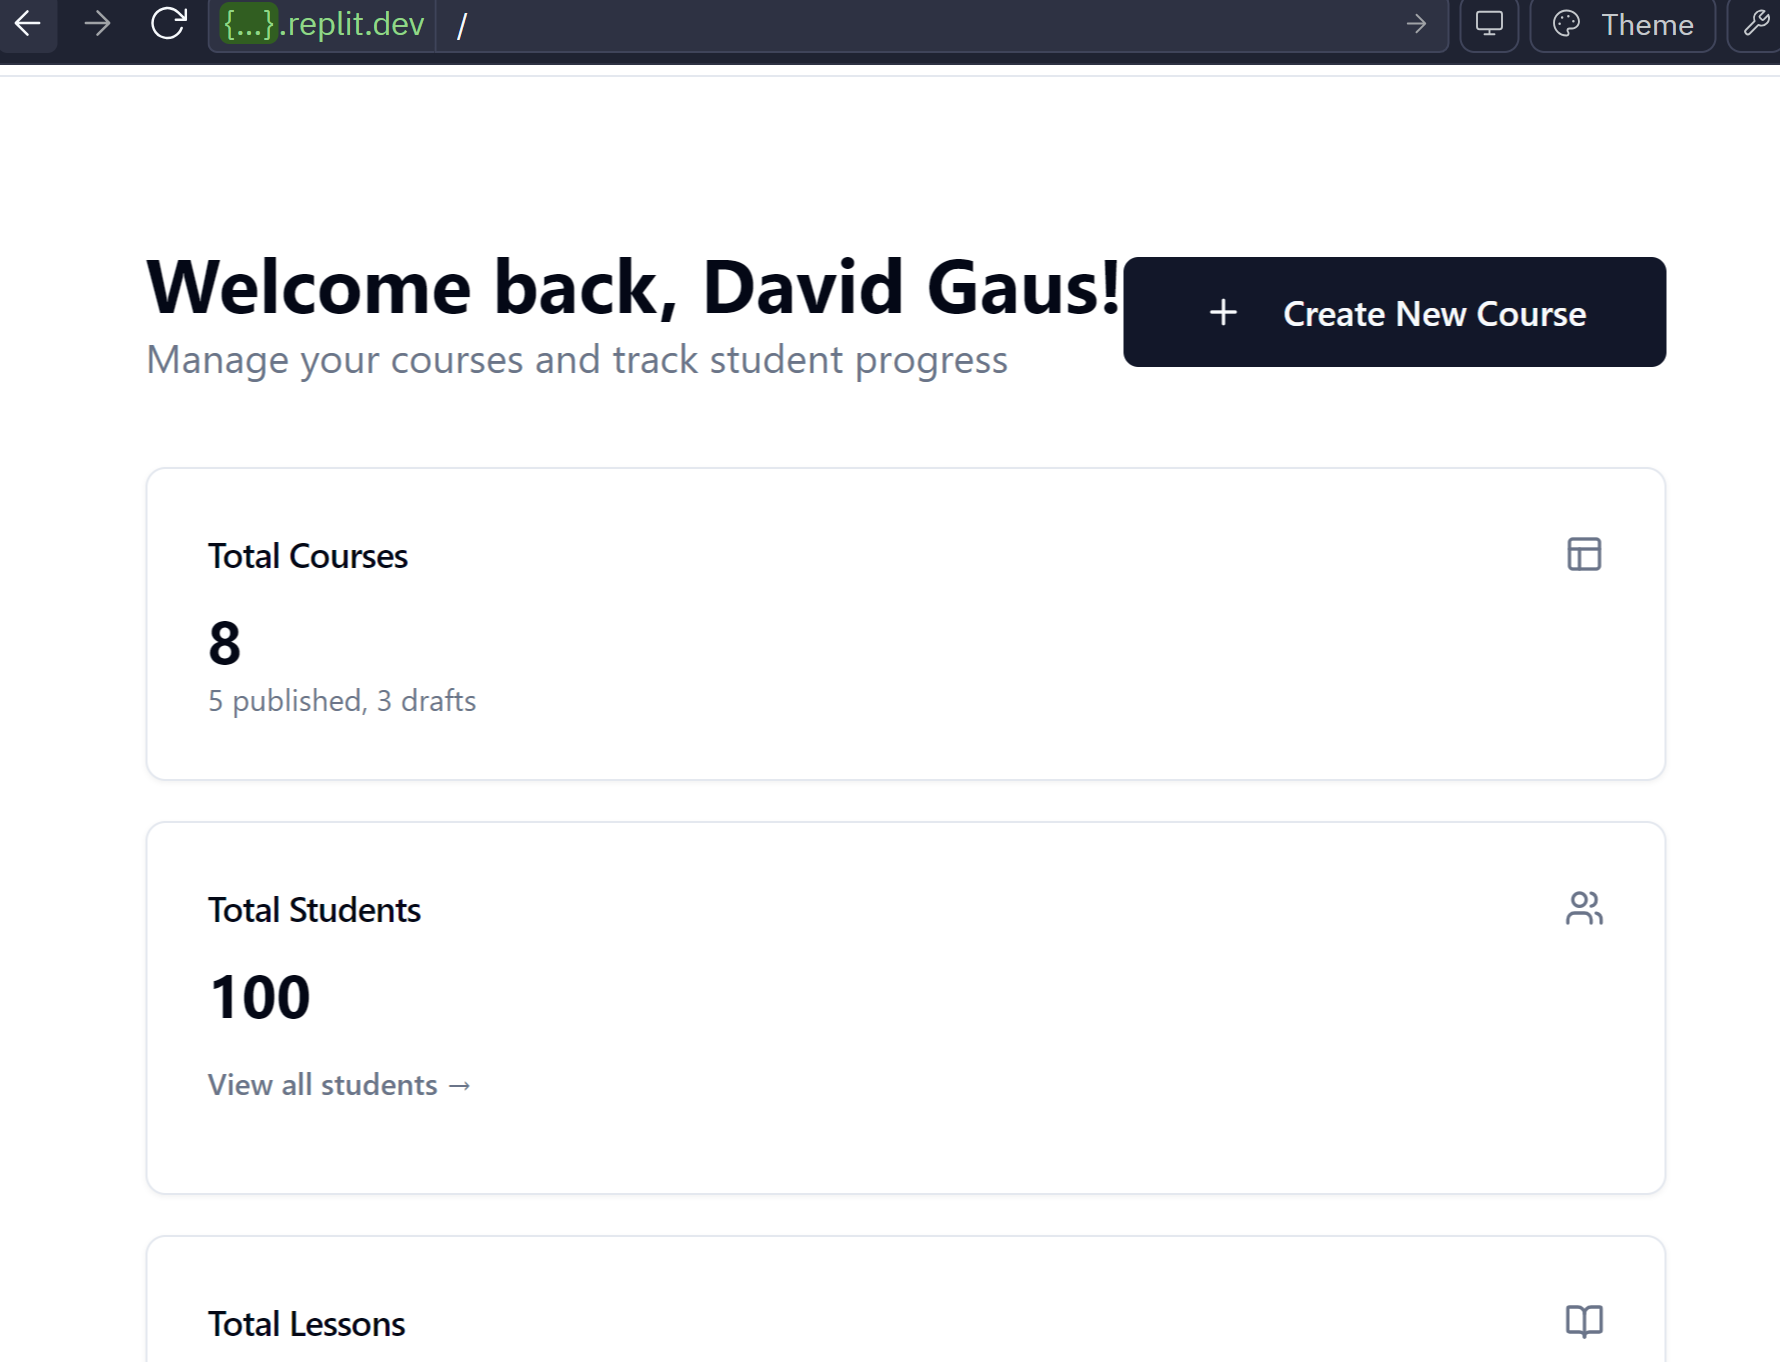 {...}.replit.dev /
Theme
Welcome back, David Gaus!
Manage your courses and track student progress
+ Create New Course
Total Courses
8
5 published, 3 drafts
Total Students
100
View all students →
Total Lessons